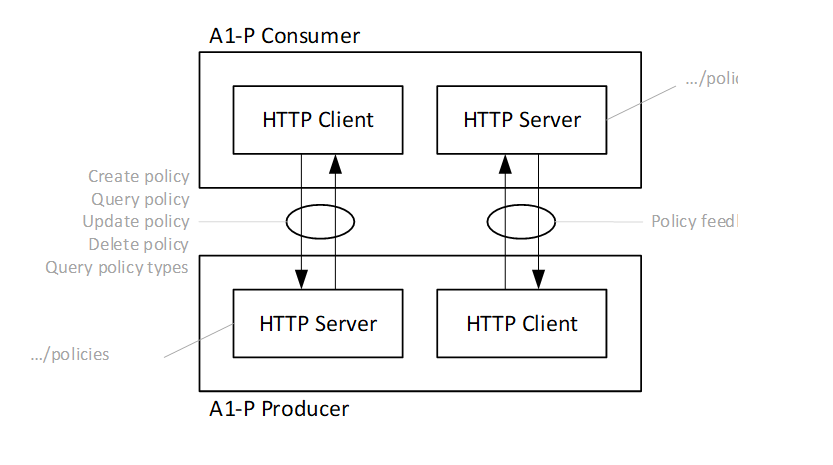 A1-P Consumer
…/polic
HTTP Client
HTTP Server
Create policy
Query policy
Update policy
Delete policy
Query policy types
Policy feed
HTTP Server
HTTP Client
…/policies
A1-P Producer